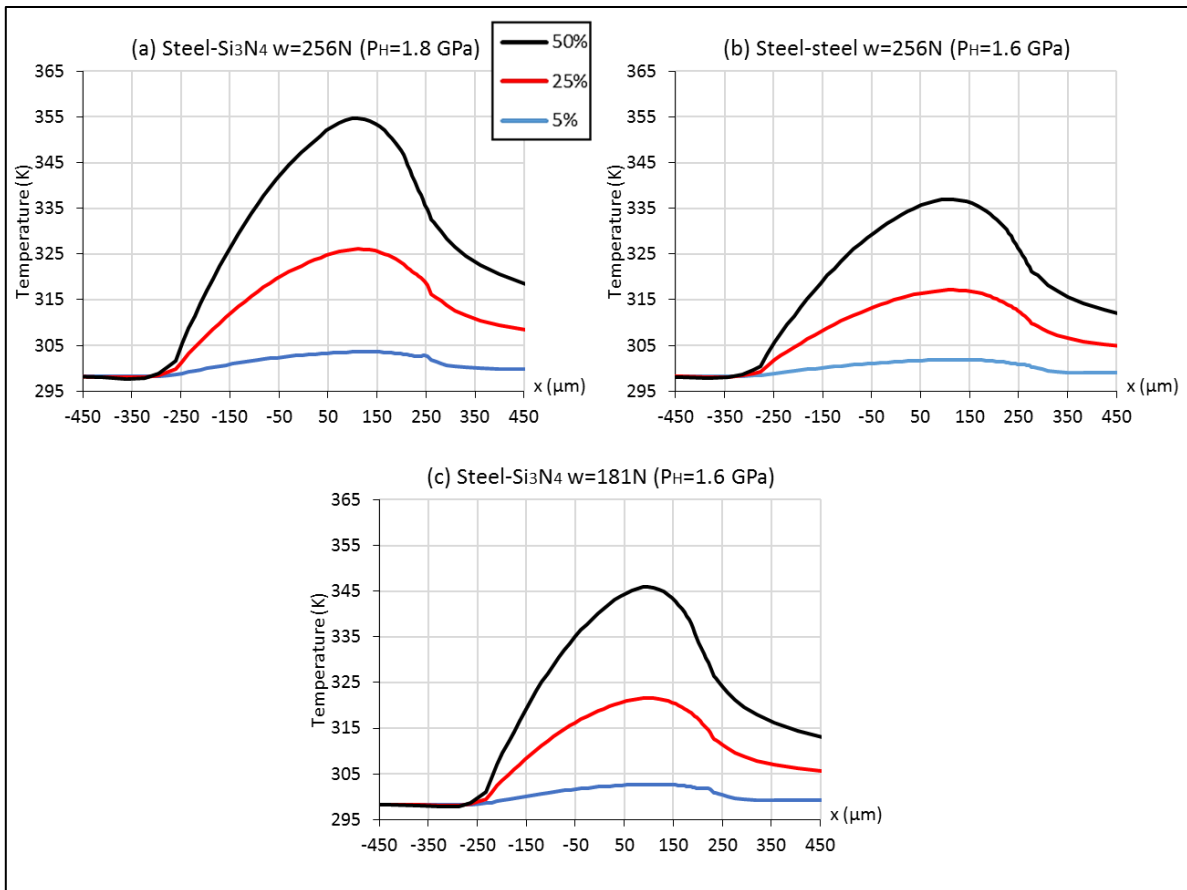 (a) Steel-Si₃N₄ w=256N (PH=1.8 GPa)
50%
25%
5%
Temperature (K)
365
355
345
335
325
315
305
295
-450 -350 -250 -150 -50 50 150 250 350 450
x (µm)
(b) Steel-steel w=256N (PH=1.6 GPa)
Temperature (K)
365
355
345
335
325
315
305
295
-450 -350 -250 -150 -50 50 150 250 350 450
x (µm)
(c) Steel-Si₃N₄ w=181N (PH=1.6 GPa)
Temperature (K)
365
355
345
335
325
315
305
295
-450 -350 -250 -150 -50 50 150 250 350 450
x (µm)